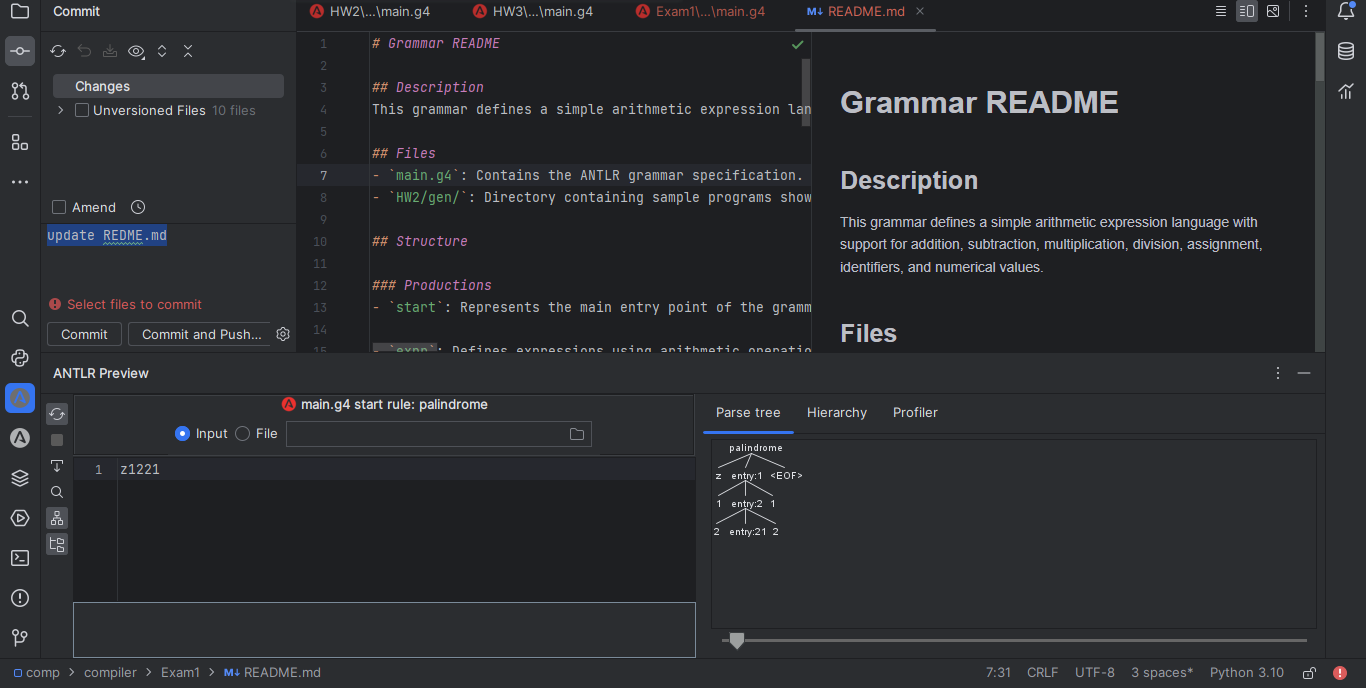 Commit
HW2\...\main.g4
HW3\...\main.g4
Exam1\...\main.g4
M↓ README.md
Changes
Unversioned Files 10 files
Amend
update REDME.md
Select files to commit
Commit
Commit and Push...
1 # Grammar README
2
3 ## Description
4 This grammar defines a simple arithmetic expression lan
5
6 ## Files
7 - `main.g4`: Contains the ANTLR grammar specification.
8 - `HW2/gen/`: Directory containing sample programs show
9
10 ## Structure
11
12 ### Productions
13 - `start`: Represents the main entry point of the gramm
14
15 - `expr`: Defines expressions using arithmetic operatio
Grammar README
Description
This grammar defines a simple arithmetic expression language with
support for addition, subtraction, multiplication, division, assignment,
identifiers, and numerical values.
Files
ANTLR Preview
main.g4 start rule: palindrome
Input
File
1 z1221
Parse tree
Hierarchy
Profiler
palindrome
z entry:1 <EOF>
1 entry:2 1
2 entry:21 2
comp > compiler > Exam1 > M↓ README.md
7:31
CRLF
UTF-8
3 spaces*
Python 3.10